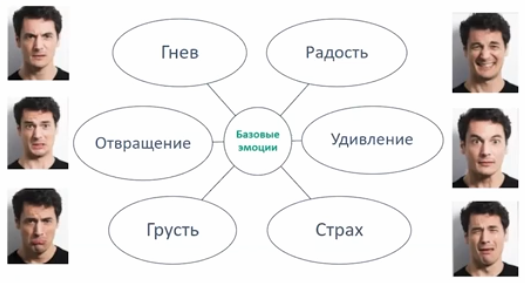 Гнев
Радость
Отвращение
Базовые
эмоции
Удивление
Грусть
Страх